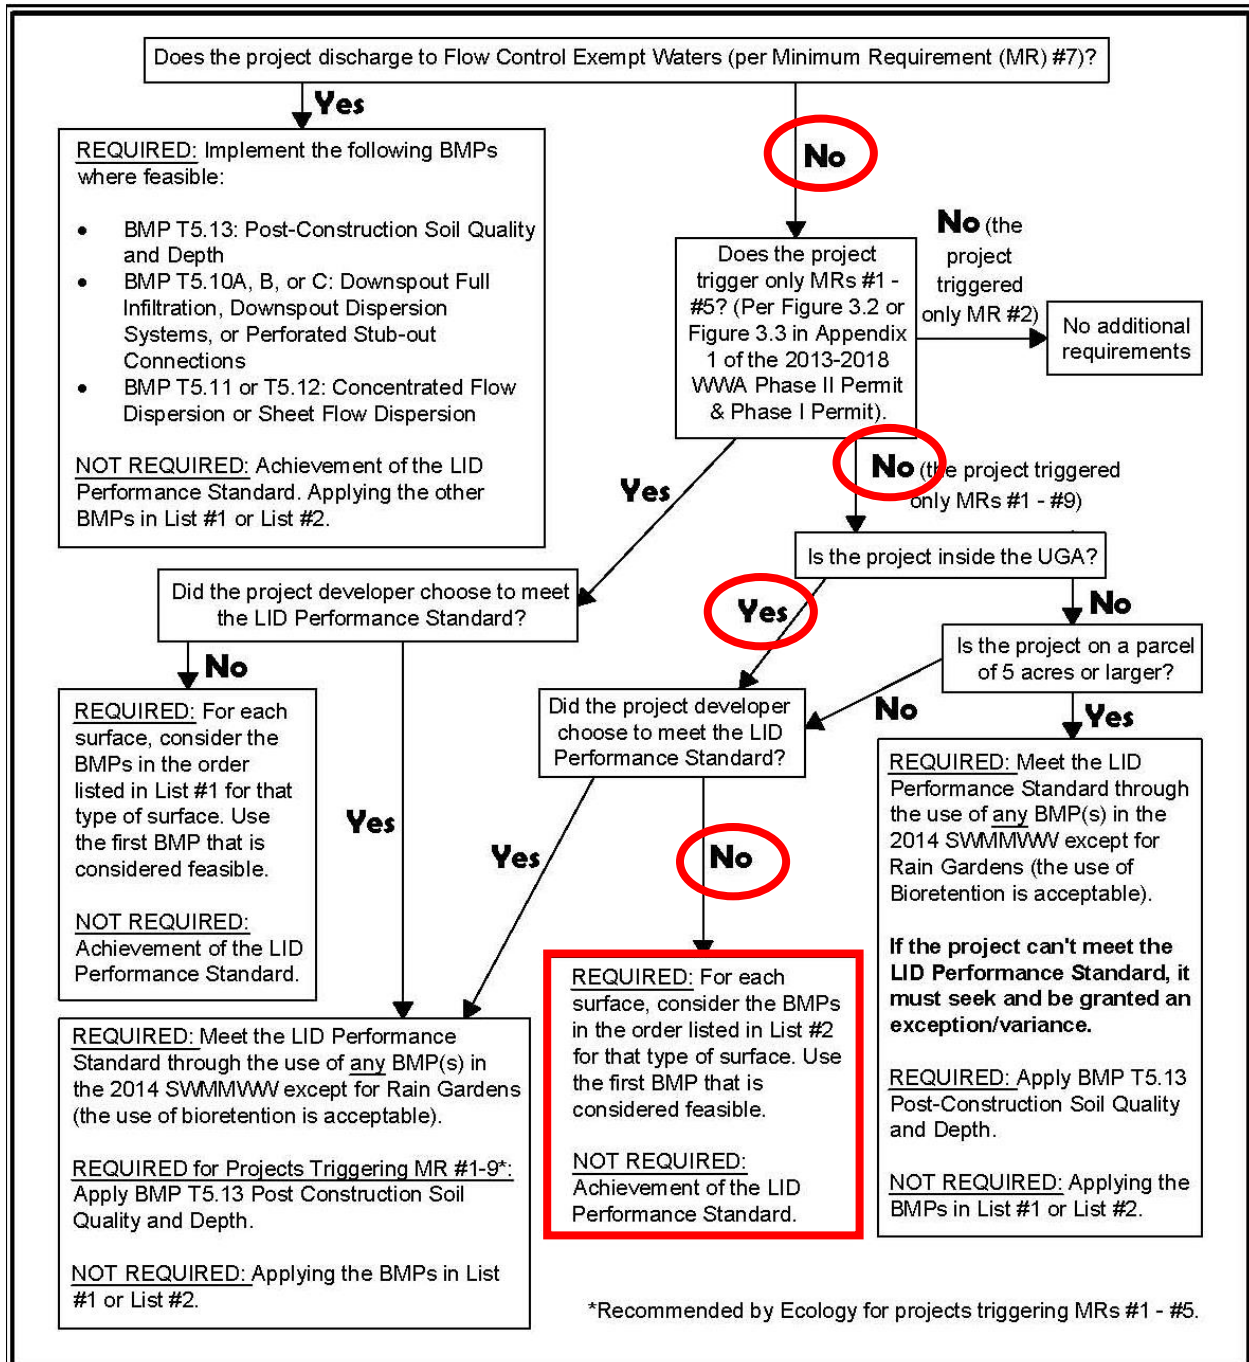 Does the project discharge to Flow Control Exempt Waters (per Minimum Requirement (MR) #7)?
Yes
No
REQUIRED: Implement the following BMPs
where feasible:
• BMP T5.13: Post-Construction Soil Quality
and Depth
• BMP T5.10A, B, or C: Downspout Full
Infiltration, Downspout Dispersion
Systems, or Perforated Stub-out
Connections
• BMP T5.11 or T5.12: Concentrated Flow
Dispersion or Sheet Flow Dispersion
NOT REQUIRED: Achievement of the LID
Performance Standard. Applying the other
BMPs in List #1 or List #2.
Does the project
trigger only MRs #1 -
#5? (Per Figure 3.2 or
Figure 3.3 in Appendix
1 of the 2013-2018
WWA Phase II Permit
& Phase I Permit).
No (the
project
triggered
only MR #2)
No additional
requirements
Yes
No (the project triggered
only MRs #1 - #9)
Is the project inside the UGA?
Did the project developer choose to meet
the LID Performance Standard?
Yes
No
Is the project on a parcel
of 5 acres or larger?
No
REQUIRED: For each
surface, consider the
BMPs in the order
listed in List #1 for that
type of surface. Use
the first BMP that is
considered feasible.
NOT REQUIRED:
Achievement of the LID
Performance Standard.
Yes
Did the project developer
choose to meet the LID
Performance Standard?
No
Yes
Yes
No
REQUIRED: Meet the LID
Performance Standard through
the use of any BMP(s) in the
2014 SWMMWW except for
Rain Gardens (the use of
Bioretention is acceptable).
If the project can't meet the
LID Performance Standard, it
must seek and be granted an
exception/variance.
REQUIRED: Apply BMP T5.13
Post-Construction Soil Quality
and Depth.
NOT REQUIRED: Applying the
BMPs in List #1 or List #2.
REQUIRED: For each
surface, consider the BMPs
in the order listed in List #2
for that type of surface. Use
the first BMP that is
considered feasible.
NOT REQUIRED:
Achievement of the LID
Performance Standard.
REQUIRED: Meet the LID Performance
Standard through the use of any BMP(s) in
the 2014 SWMMWW except for Rain Gardens
(the use of bioretention is acceptable).
REQUIRED for Projects Triggering MR #1-9*:
Apply BMP T5.13 Post Construction Soil
Quality and Depth.
NOT REQUIRED: Applying the BMPs in List
#1 or List #2.
*Recommended by Ecology for projects triggering MRs #1 - #5.